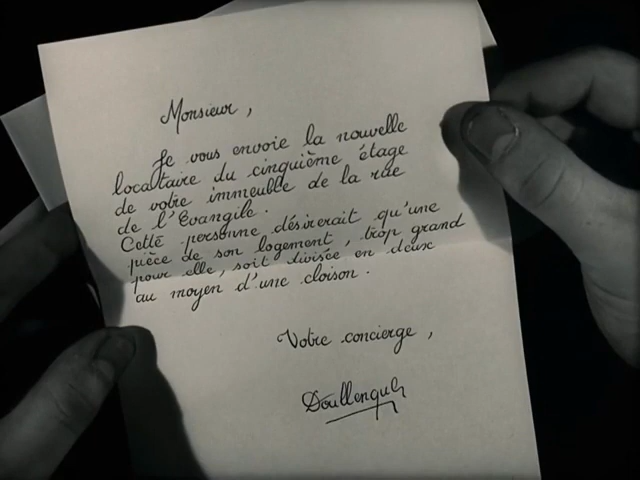 Monsieur,
Je vous envoie la nouvelle
locataire du cinquième étage
de votre immeuble de la rue
de l'Evangile.
Cette personne désirerait qu'une
pièce de son logement, trop grand
pour elle, soit divisée en deux
au moyen d'une cloison.
Votre concierge,